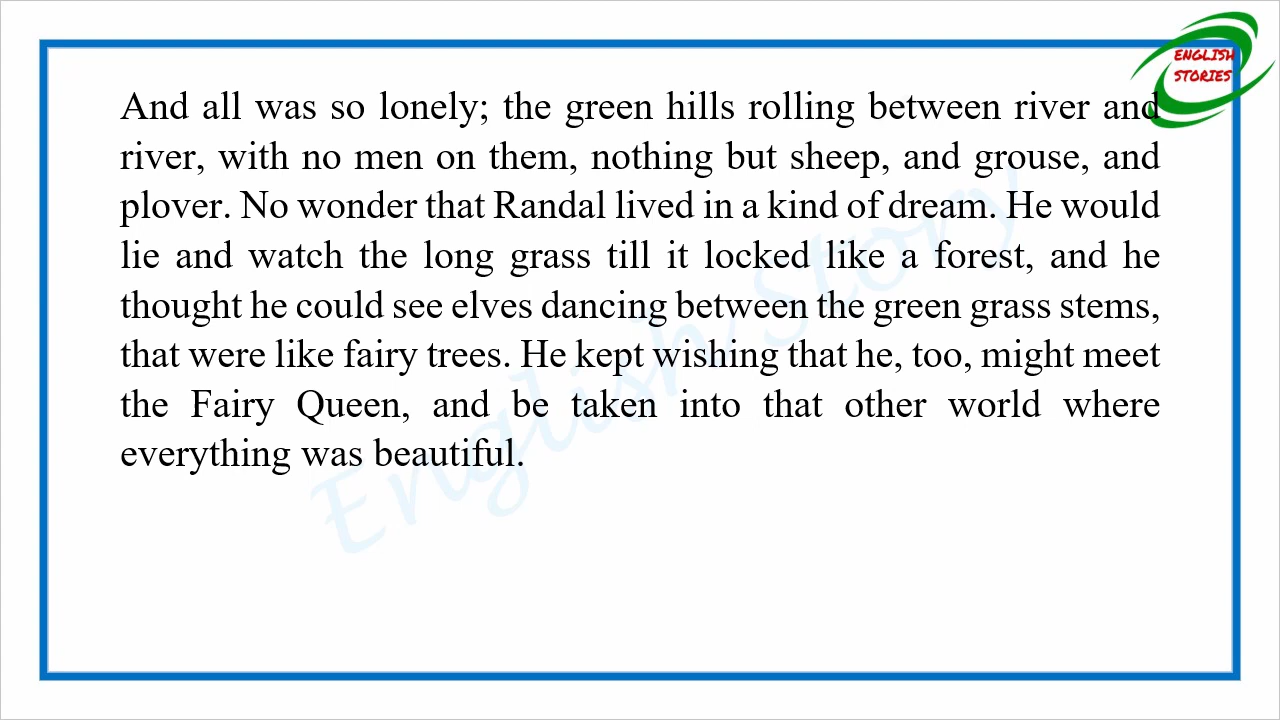 ENGLISH
STORIES
And all was so lonely; the green hills rolling between river and
river, with no men on them, nothing but sheep, and grouse, and
plover. No wonder that Randal lived in a kind of dream. He would
lie and watch the long grass till it locked like a forest, and he
thought he could see elves dancing between the green grass stems,
that were like fairy trees. He kept wishing that he, too, might meet
the Fairy Queen, and be taken into that other world where
everything was beautiful.
English Story